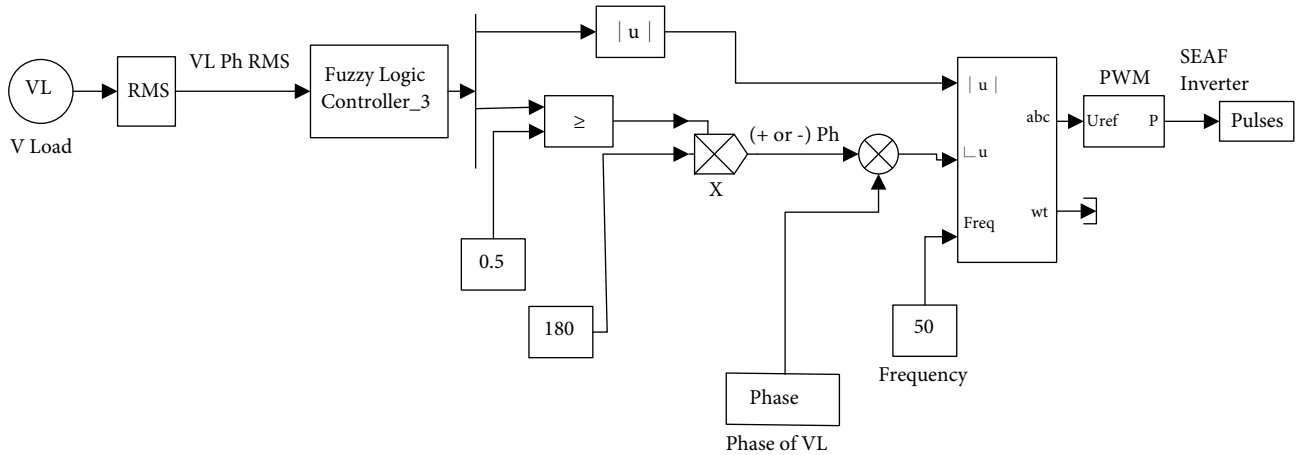 VL
V Load
RMS
VL Ph RMS
Fuzzy Logic
Controller_3
| u |
≥
0.5
180
X
(+ or -) Ph
Phase
Phase of VL
50
Frequency
| u |
∟u
Freq
abc
wt
PWM
Uref P
SEAF
Inverter
Pulses